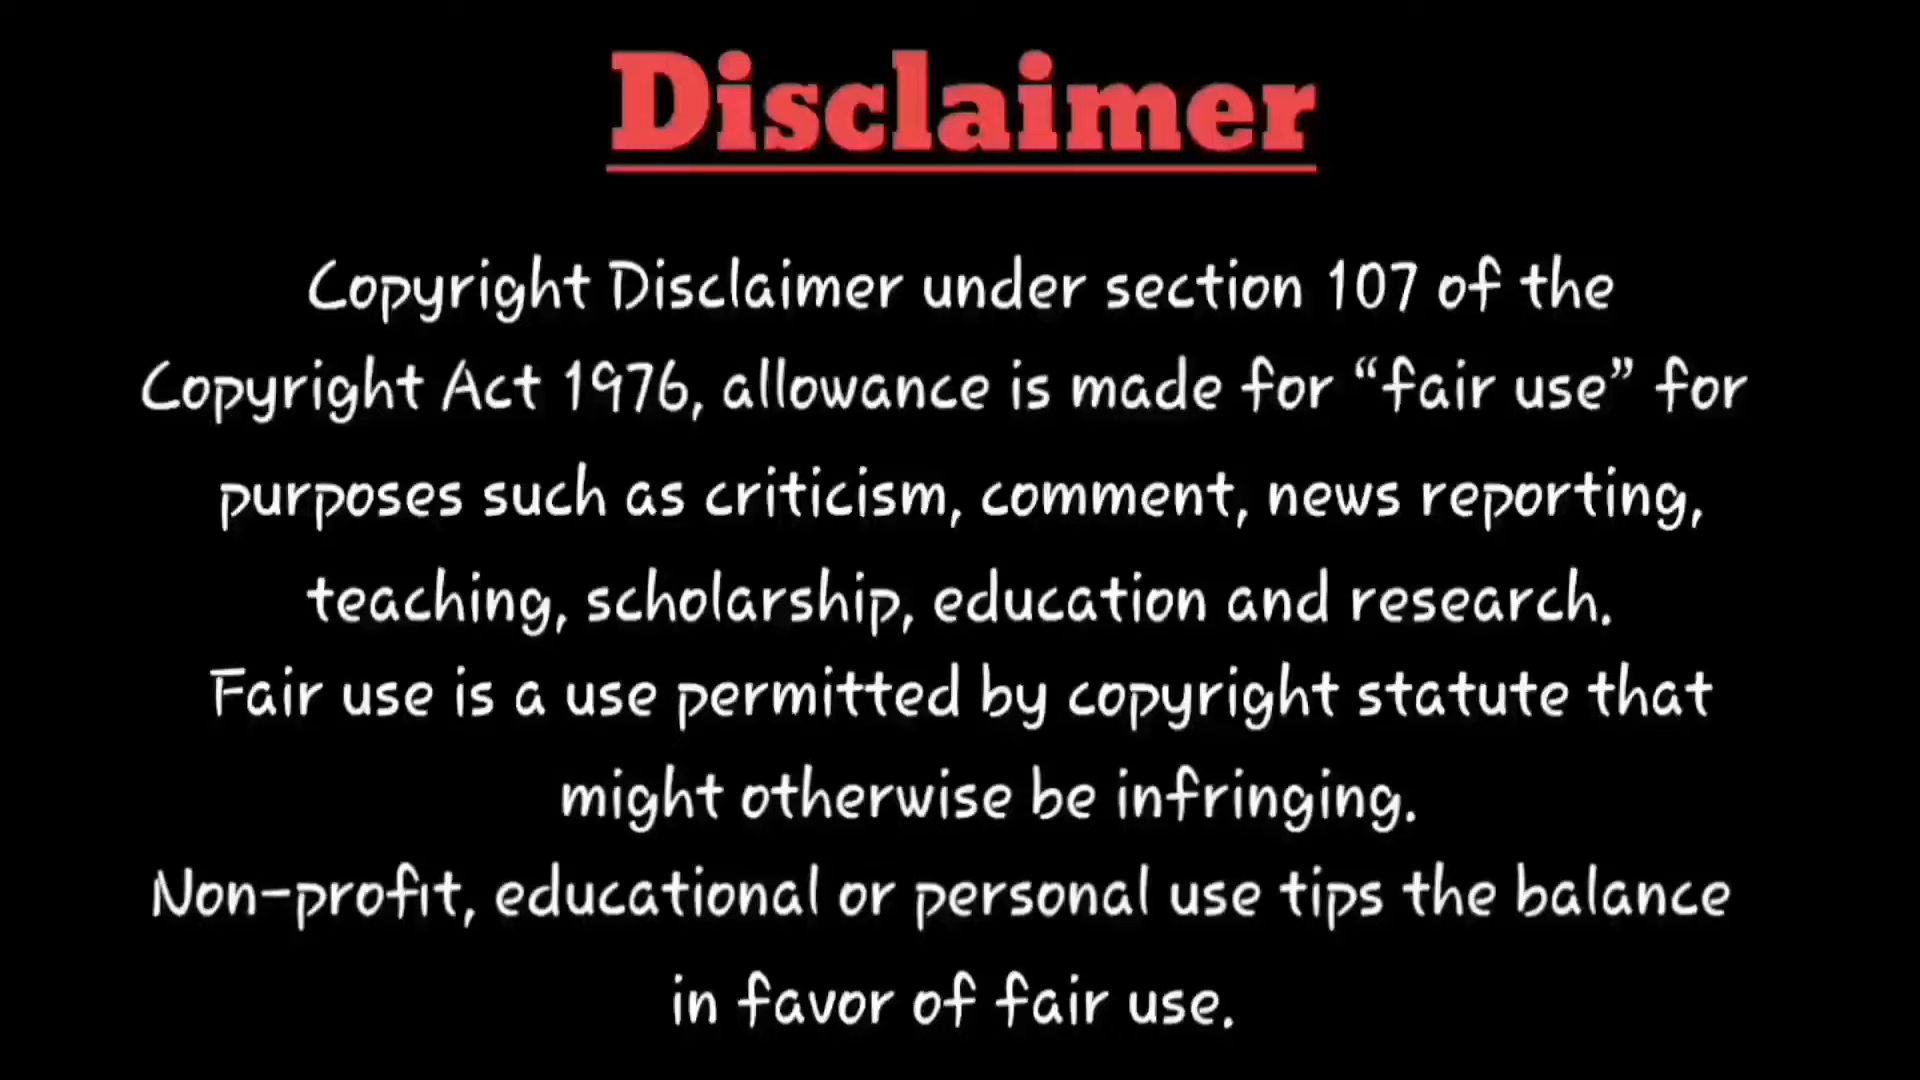 Disclaimer
Copyright Disclaimer under section 107 of the
Copyright Act 1976, allowance is made for “fair use” for
purposes such as criticism, comment, news reporting,
teaching, scholarship, education and research.
Fair use is a use permitted by copyright statute that
might otherwise be infringing.
Non-profit, educational or personal use tips the balance
in favor of fair use.